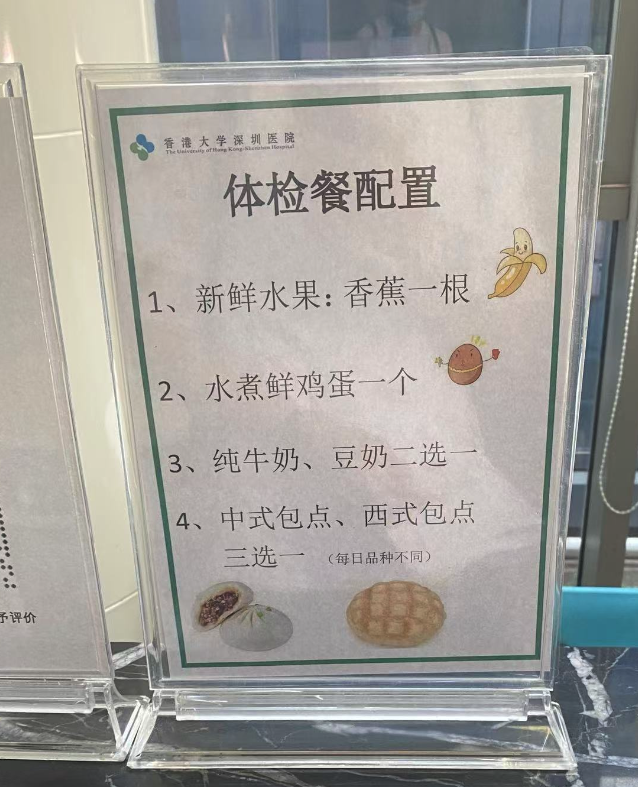 香港大学深圳医院
The University of Hong Kong-Shenzhen Hospital
体检餐配置
1、新鲜水果：香蕉一根
2、水煮鲜鸡蛋一个
3、纯牛奶、豆奶二选一
4、中式包点、西式包点
三选一（每日品种不同）
予评价